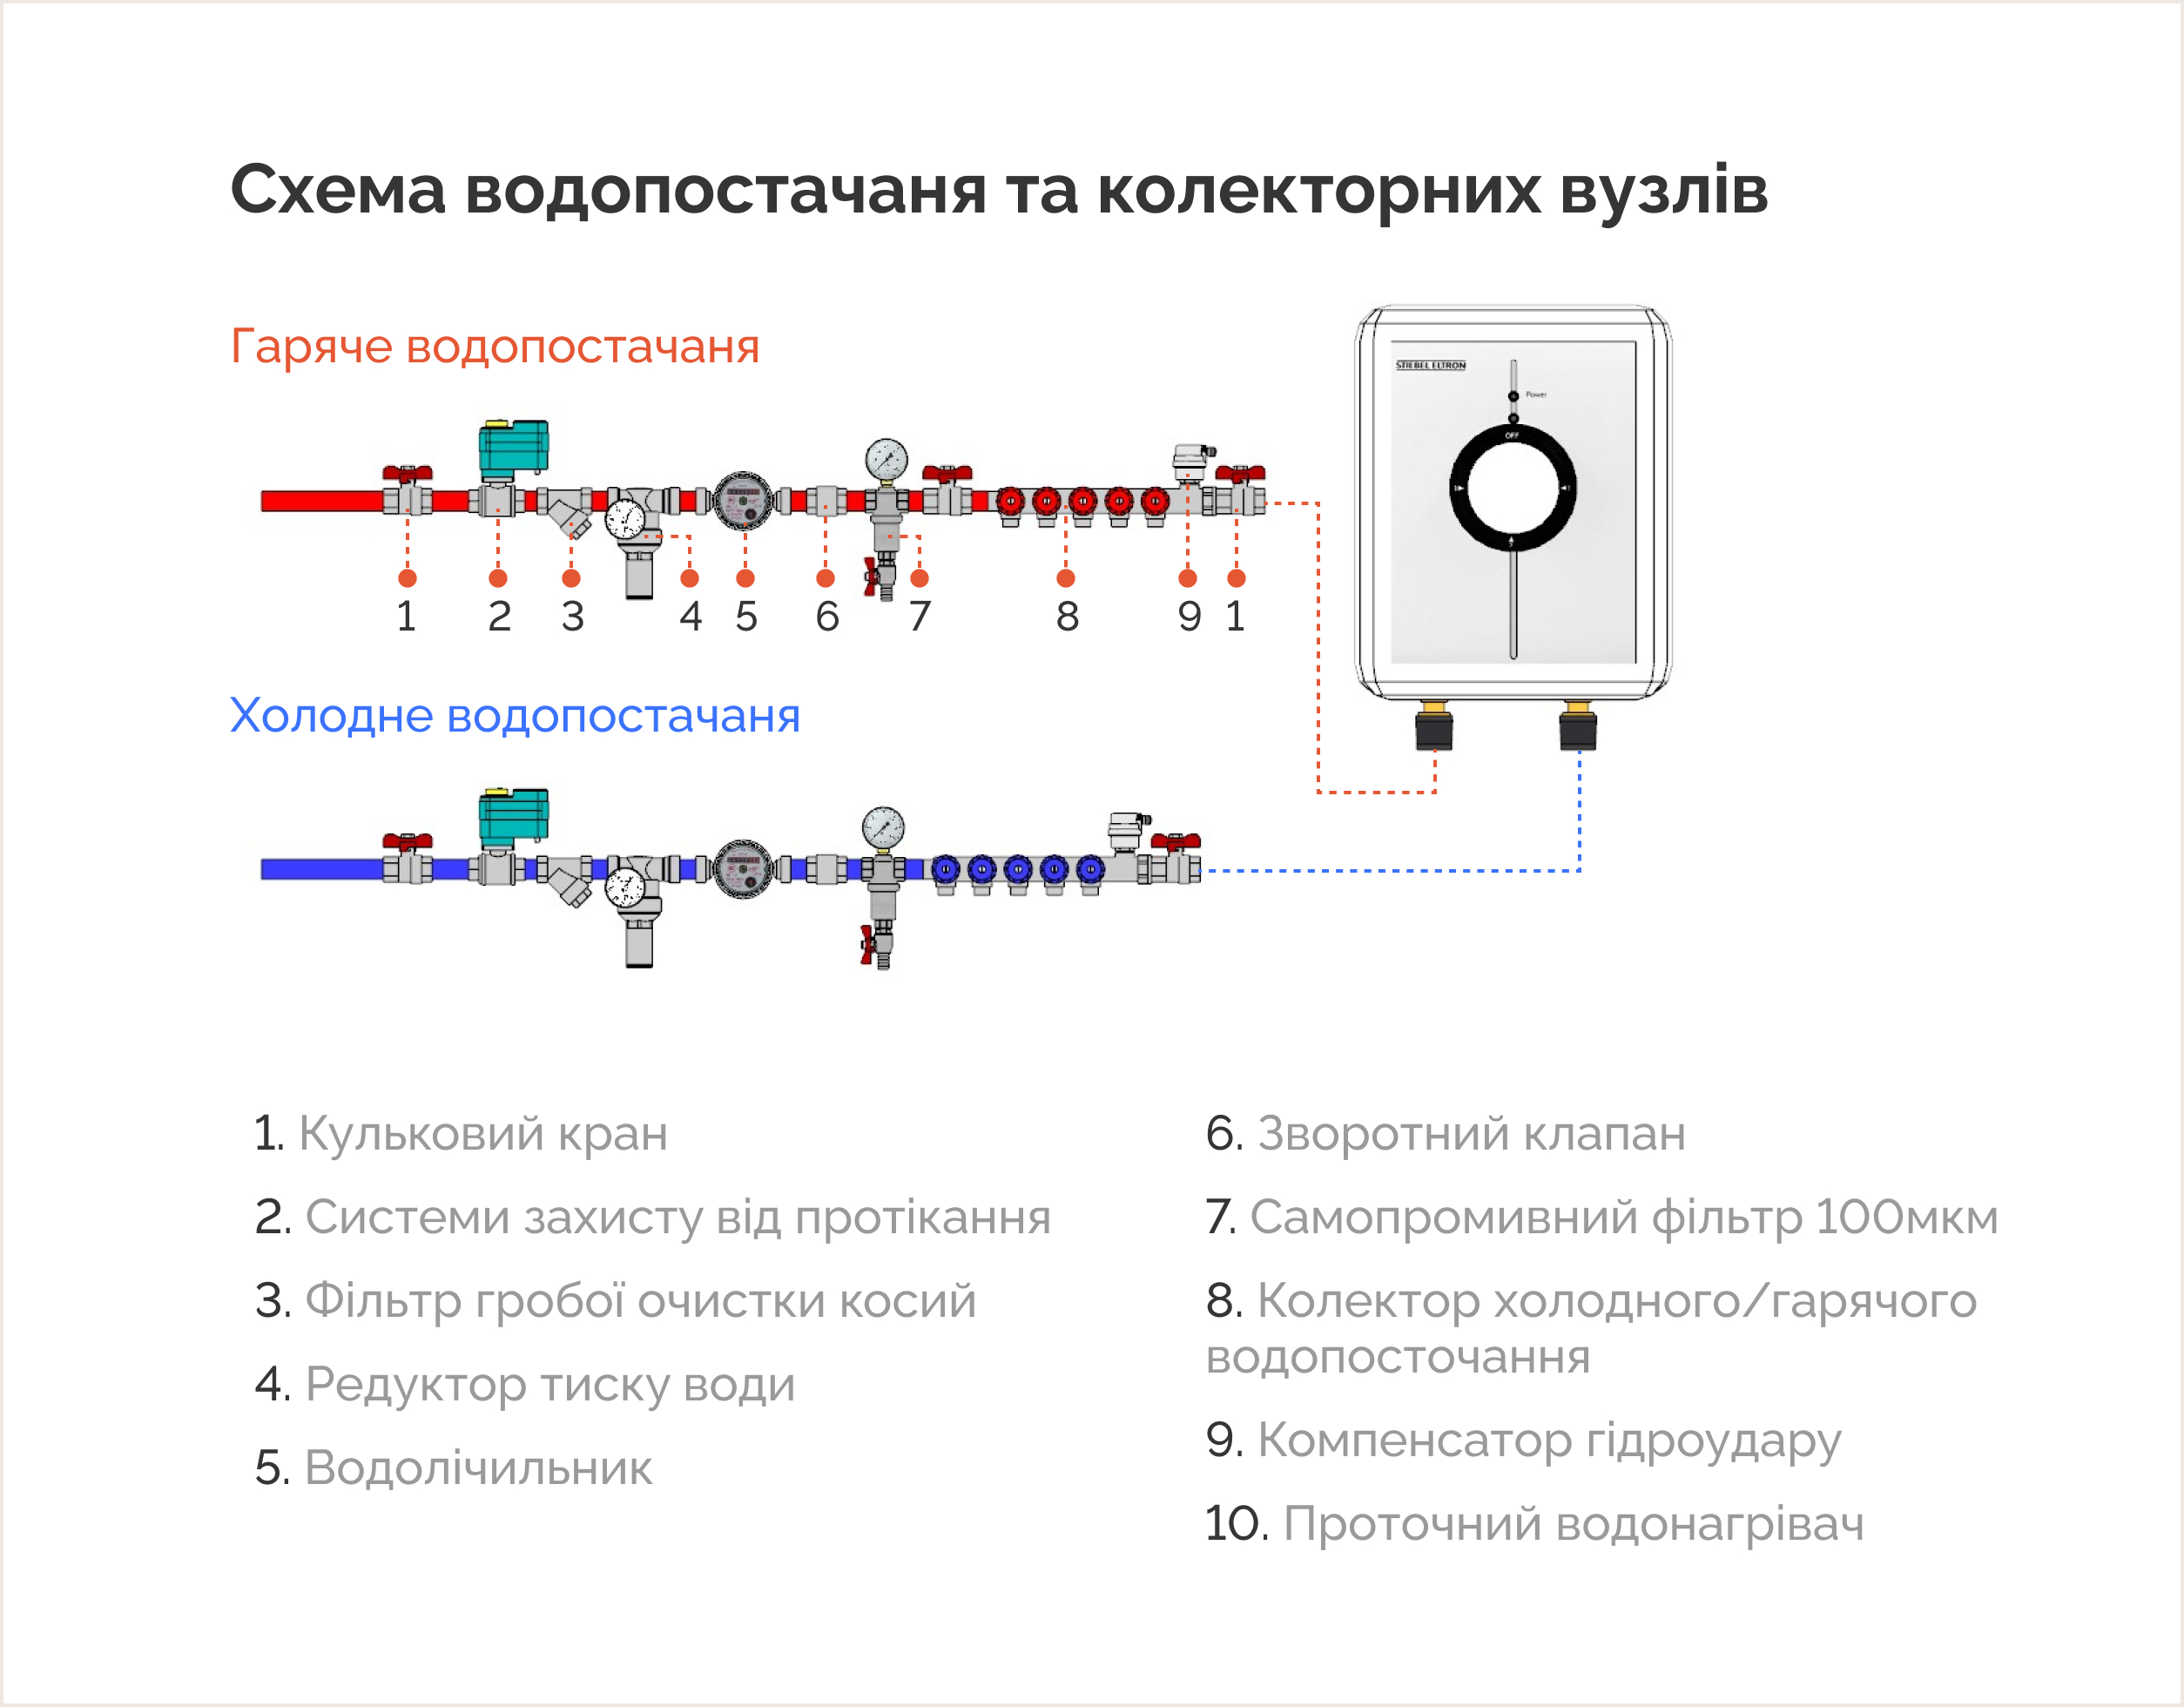 Схема водопостачаня та колекторних вузлів
Гаряче водопостачаня
STIEBEL ELTRON
Power
OFF
1 2 3 4 5 6 7 8 9 1
Холодне водопостачаня
1. Кульковий кран
2. Системи захисту від протікання
3. Фільтр гробої очистки косий
4. Редуктор тиску води
5. Водолічильник
6. Зворотний клапан
7. Самопромивний фільтр 100мкм
8. Колектор холодного/гарячого
водопосточання
9. Компенсатор гідроудару
10. Проточний водонагрівач